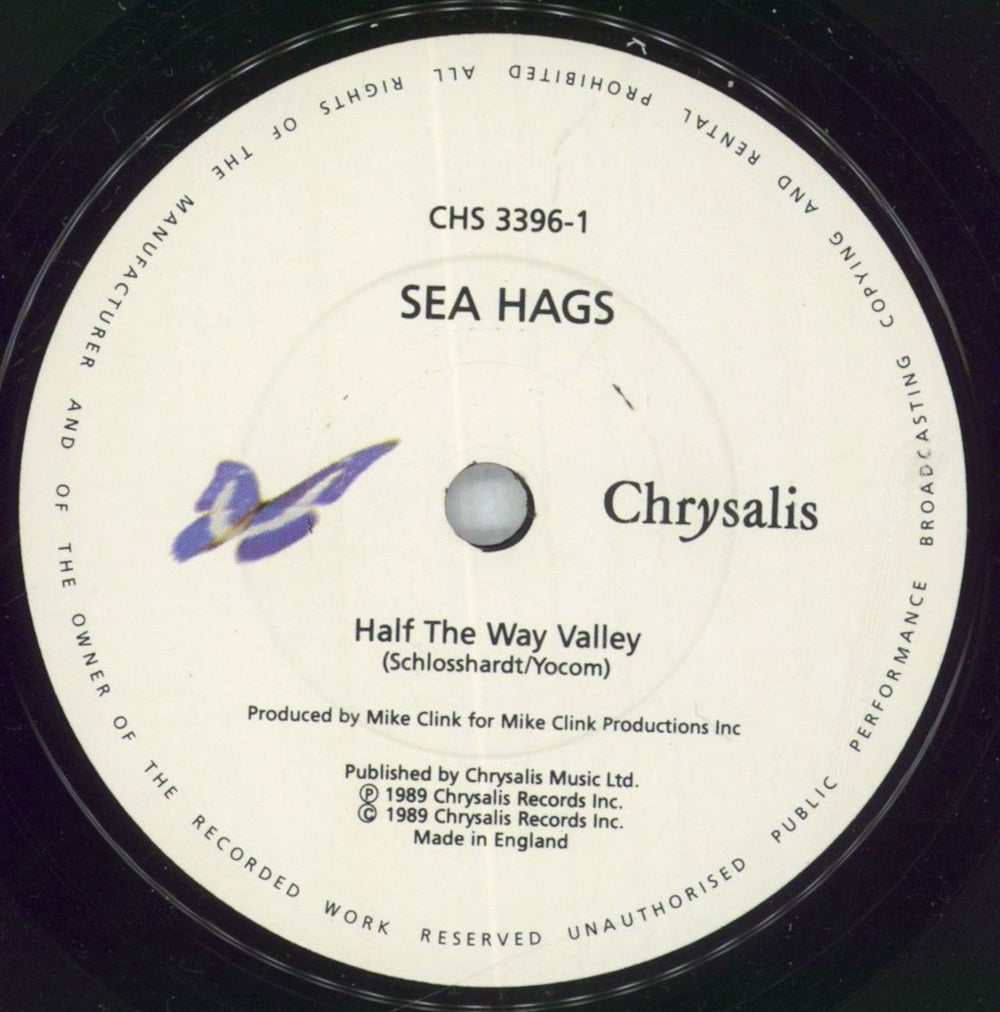 CHS 3396-1
SEA HAGS
Chrysalis
Half The Way Valley
(Schlosshardt/Yocom)
Produced by Mike Clink for Mike Clink Productions Inc
Published by Chrysalis Music Ltd.
Ⓟ 1989 Chrysalis Records Inc.
© 1989 Chrysalis Records Inc.
Made in England
ALL RIGHTS OF THE MANUFACTURER AND OF THE OWNER OF THE RECORDED WORK RESERVED UNAUTHORISED PUBLIC PERFORMANCE BROADCASTING COPYING AND RENTAL PROHIBITED